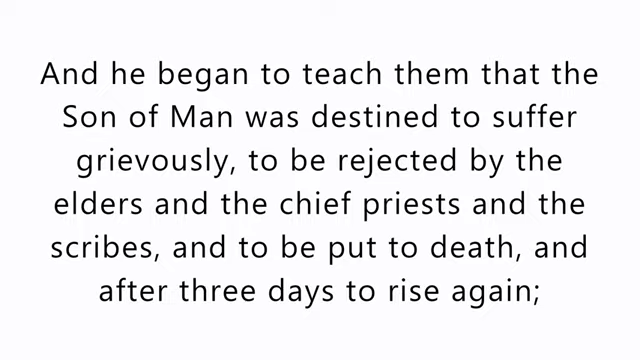 And he began to teach them that the
Son of Man was destined to suffer
grievously, to be rejected by the
elders and the chief priests and the
scribes, and to be put to death, and
after three days to rise again;